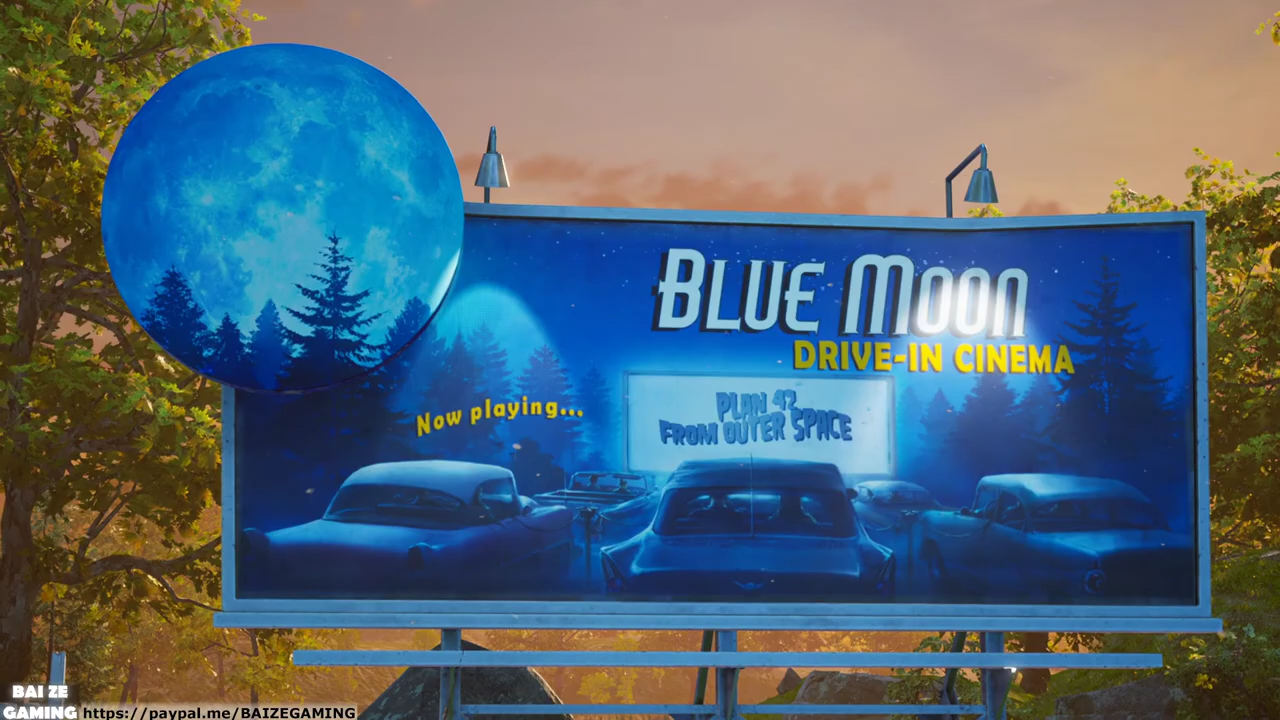 BLUE MOON
DRIVE-IN CINEMA
Now playing...
PLAN 42
FROM OUTER SPACE
BAI ZE
GAMING https://paypal.me/BAIZEGAMING